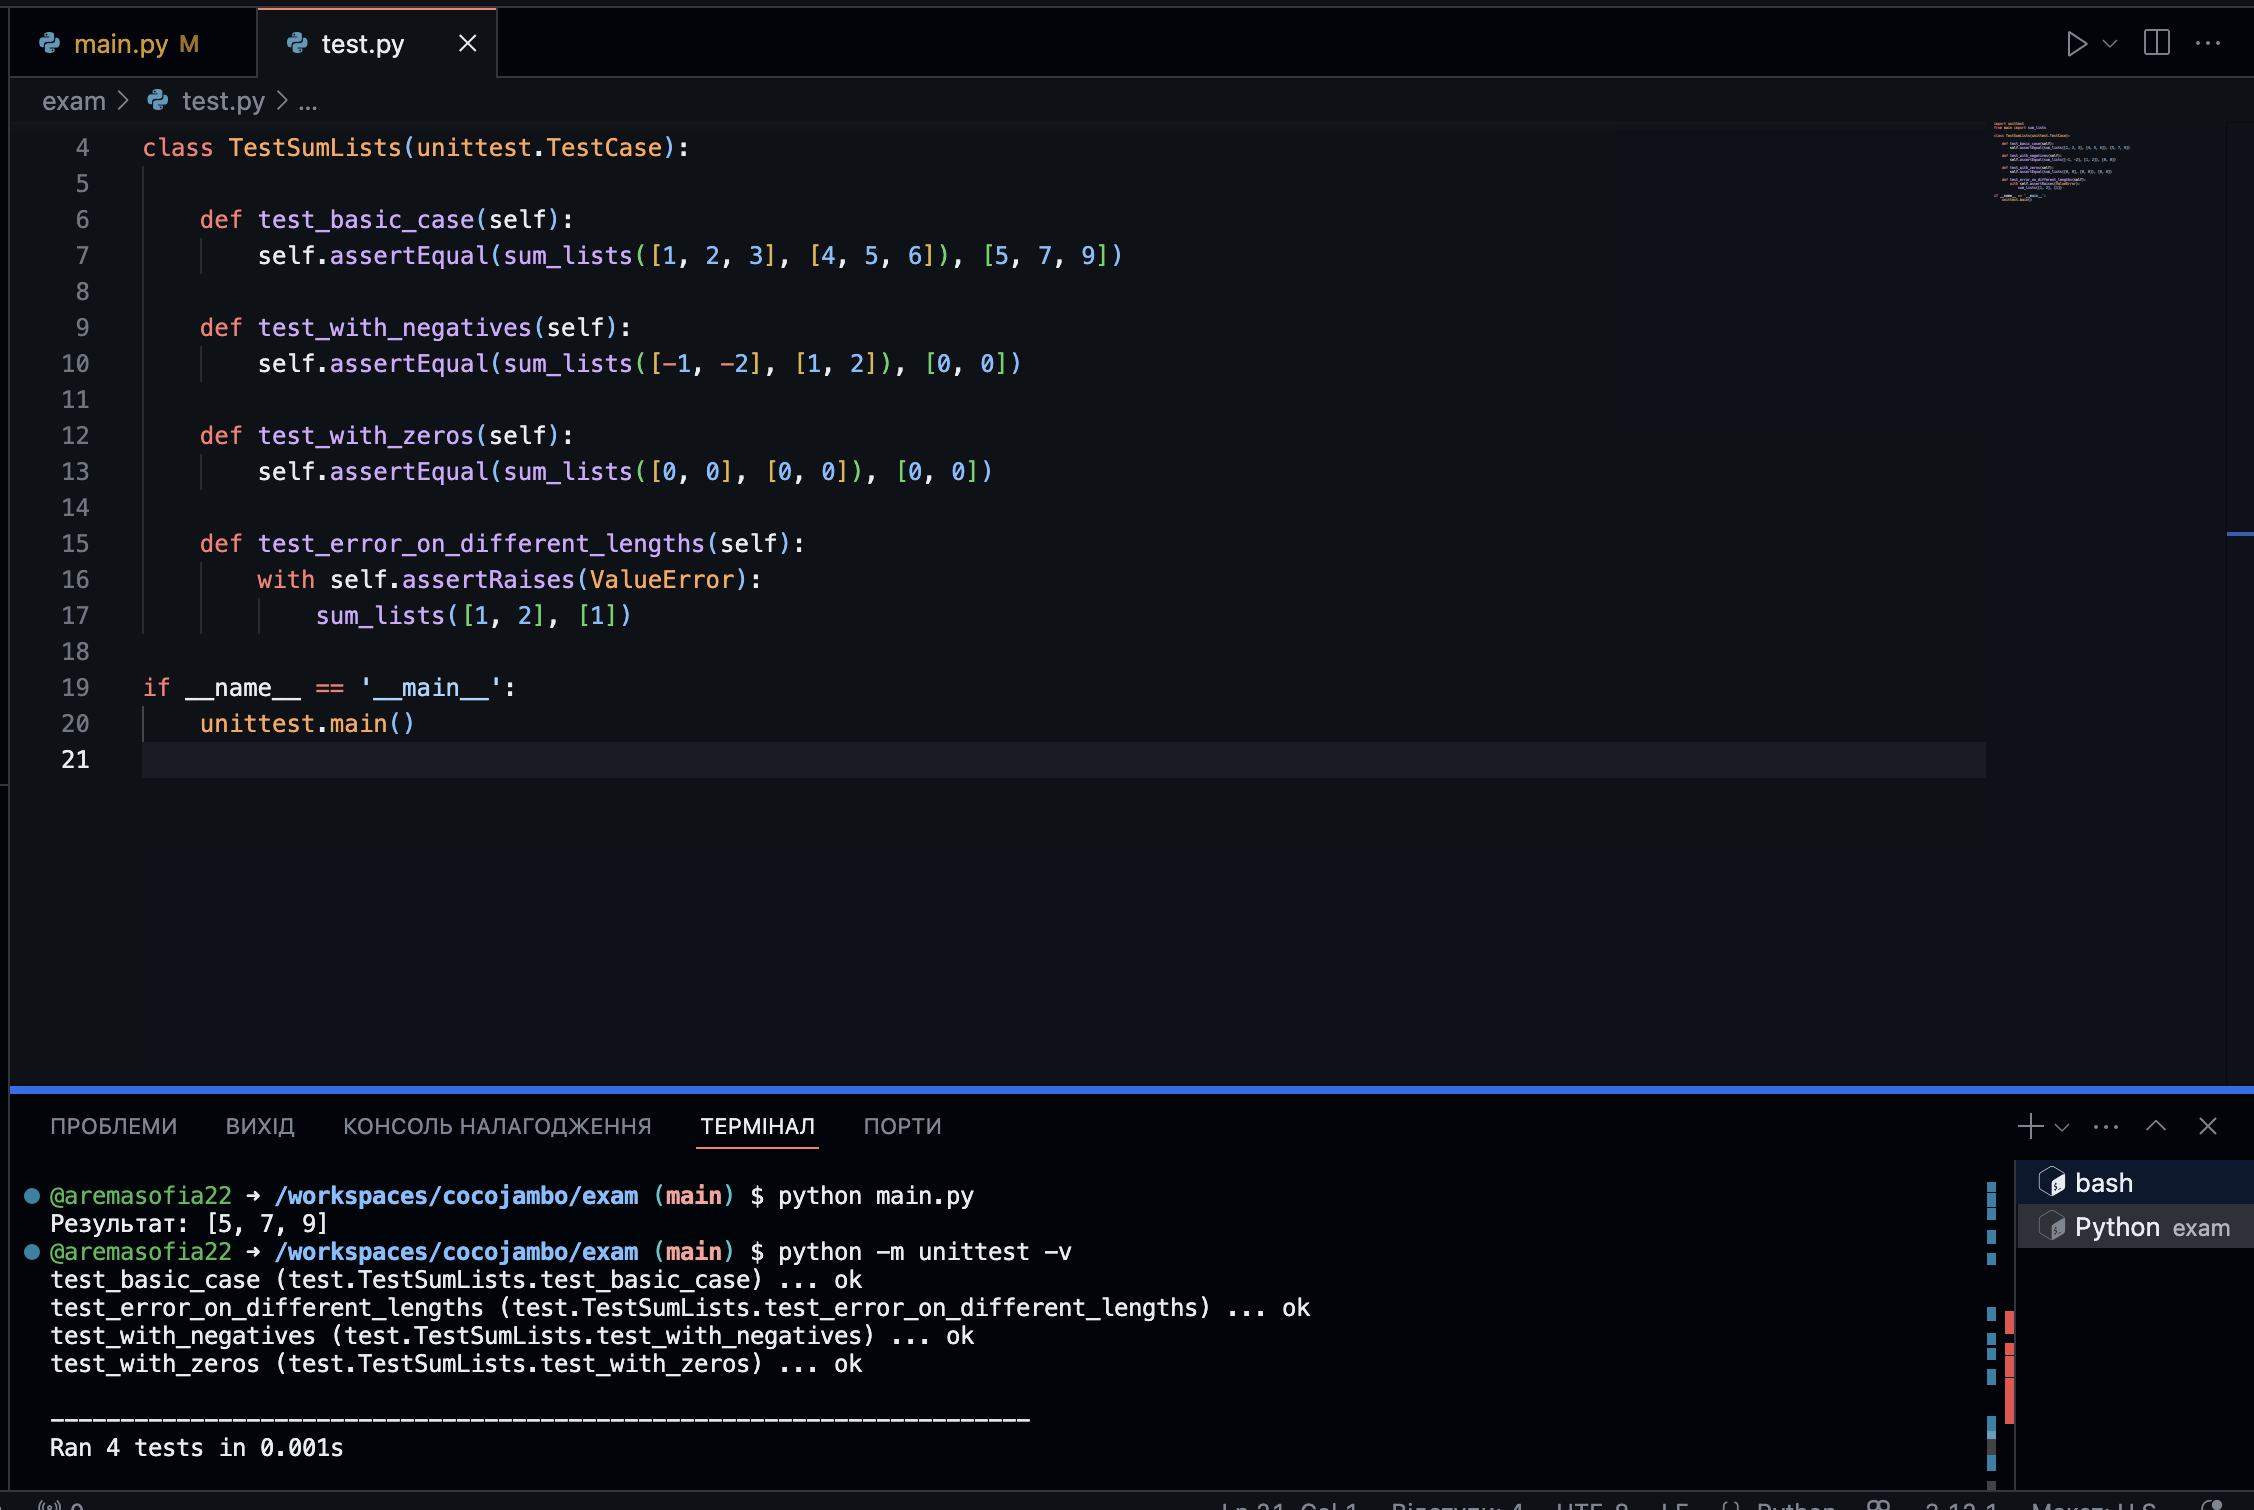 main.py M
test.py
exam > test.py > ...
4 class TestSumLists(unittest.TestCase):
5
6 def test_basic_case(self):
7 self.assertEqual(sum_lists([1, 2, 3], [4, 5, 6]), [5, 7, 9])
8
9 def test_with_negatives(self):
10 self.assertEqual(sum_lists([-1, -2], [1, 2]), [0, 0])
11
12 def test_with_zeros(self):
13 self.assertEqual(sum_lists([0, 0], [0, 0]), [0, 0])
14
15 def test_error_on_different_lengths(self):
16 with self.assertRaises(ValueError):
17 sum_lists([1, 2], [1])
18
19 if __name__ == '__main__':
20 unittest.main()
21
ПРОБЛЕМИ ВИХІД КОНСОЛЬ НАЛАГОДЖЕННЯ ТЕРМІНАЛ ПОРТИ
@aremasofia22 → /workspaces/cocojambo/exam (main) $ python main.py
Результат: [5, 7, 9]
@aremasofia22 → /workspaces/cocojambo/exam (main) $ python -m unittest -v
test_basic_case (test.TestSumLists.test_basic_case) ... ok
test_error_on_different_lengths (test.TestSumLists.test_error_on_different_lengths) ... ok
test_with_negatives (test.TestSumLists.test_with_negatives) ... ok
test_with_zeros (test.TestSumLists.test_with_zeros) ... ok
----------------------------------------------------------------------
Ran 4 tests in 0.001s
bash
Python exam